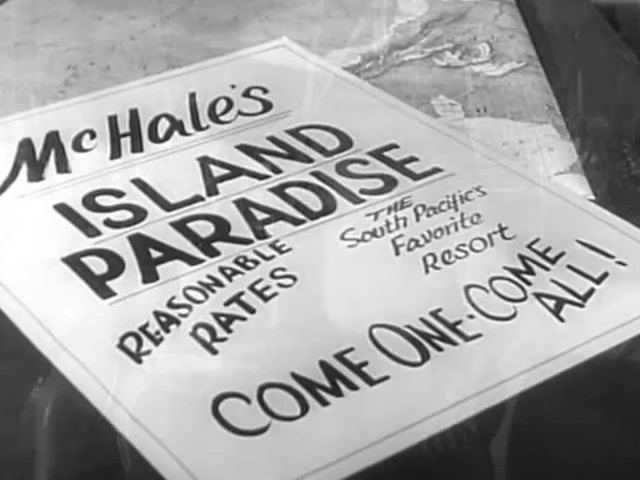 McHale's
ISLAND
PARADISE
REASONABLE
RATES
THE
South Pacific's
Favorite
Resort
COME ONE-COME
ALL!